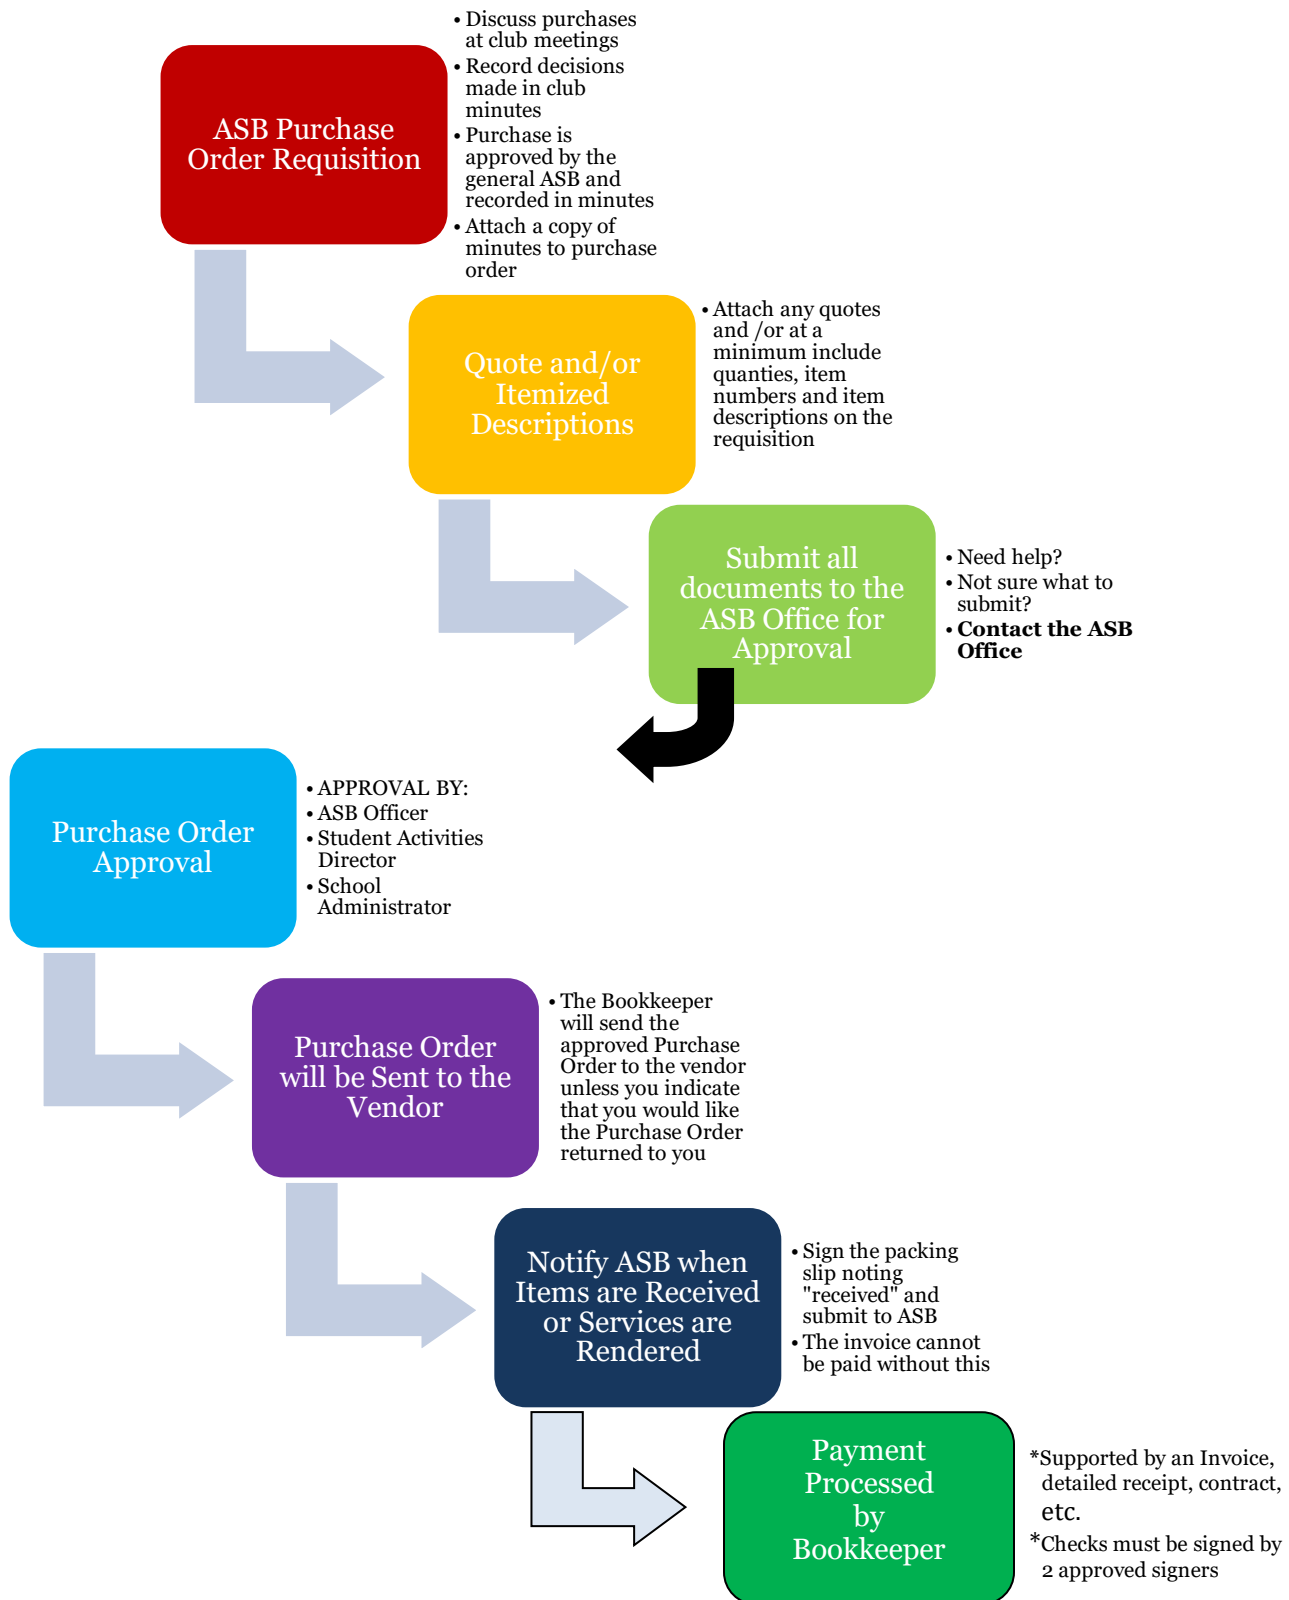 ASB Purchase
Order Requisition
• Discuss purchases
at club meetings
• Record decisions
made in club
minutes
• Purchase is
approved by the
general ASB and
recorded in minutes
• Attach a copy of
minutes to purchase
order
Quote and/or
Itemized
Descriptions
• Attach any quotes
and /or at a
minimum include
quanties, item
numbers and item
descriptions on the
requisition
Submit all
documents to the
ASB Office for
Approval
• Need help?
• Not sure what to
submit?
• Contact the ASB
Office
Purchase Order
Approval
• APPROVAL BY:
• ASB Officer
• Student Activities
Director
• School
Administrator
Purchase Order
will be Sent to the
Vendor
• The Bookkeeper
will send the
approved Purchase
Order to the vendor
unless you indicate
that you would like
the Purchase Order
returned to you
Notify ASB when
Items are Received
or Services are
Rendered
• Sign the packing
slip noting
"received" and
submit to ASB
• The invoice cannot
be paid without this
Payment
Processed
by
Bookkeeper
*Supported by an Invoice,
detailed receipt, contract,
etc.
*Checks must be signed by
2 approved signers